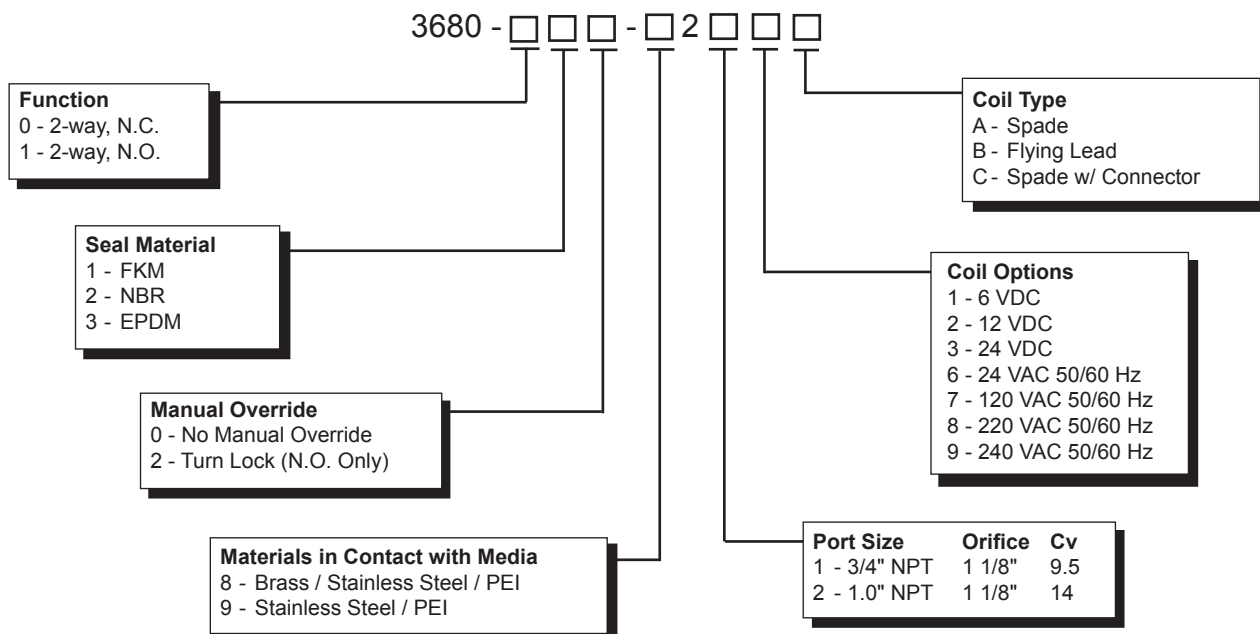 3680 - □ □ □ - □ 2 □ □ □
Function
0 - 2-way, N.C.
1 - 2-way, N.O.
Seal Material
1 - FKM
2 - NBR
3 - EPDM
Manual Override
0 - No Manual Override
2 - Turn Lock (N.O. Only)
Materials in Contact with Media
8 - Brass / Stainless Steel / PEI
9 - Stainless Steel / PEI
Coil Type
A - Spade
B - Flying Lead
C - Spade w/ Connector
Coil Options
1 - 6 VDC
2 - 12 VDC
3 - 24 VDC
6 - 24 VAC 50/60 Hz
7 - 120 VAC 50/60 Hz
8 - 220 VAC 50/60 Hz
9 - 240 VAC 50/60 Hz
Port Size Orifice Cv
1 - 3/4" NPT 1 1/8" 9.5
2 - 1.0" NPT 1 1/8" 14